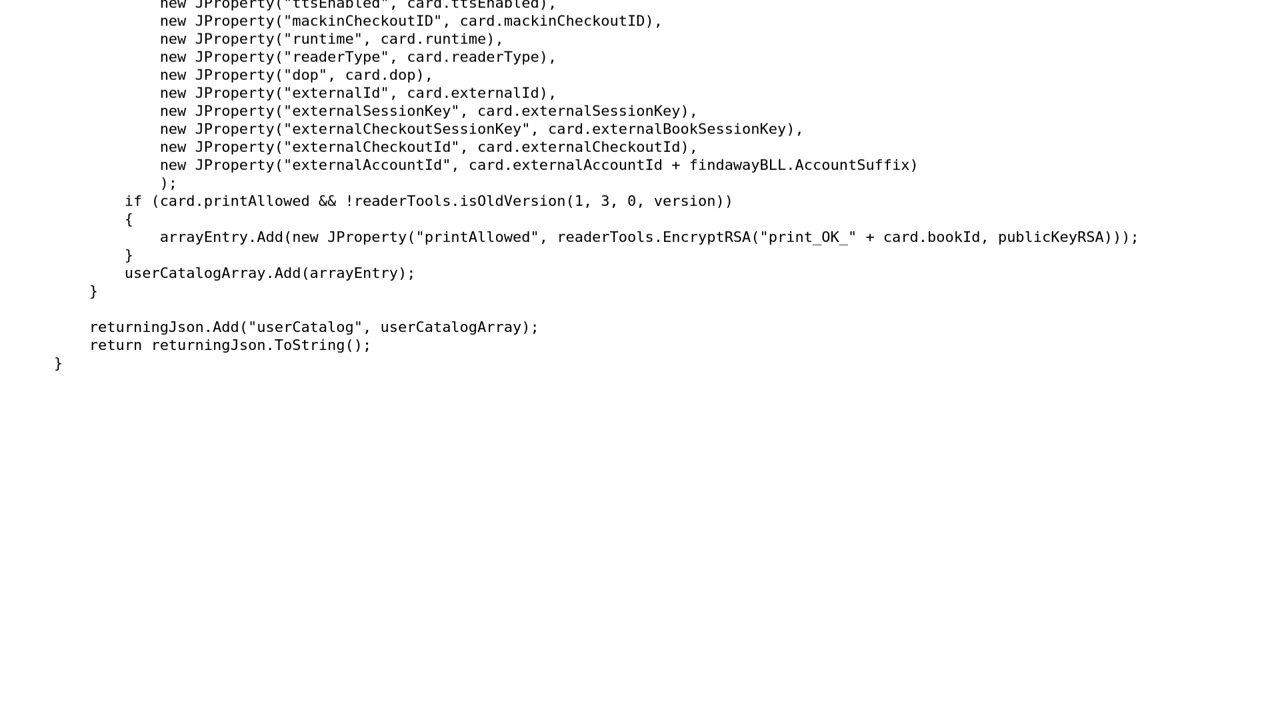 new JProperty("ttsEnabled", card.ttsEnabled),
new JProperty("mackinCheckoutID", card.mackinCheckoutID),
new JProperty("runtime", card.runtime),
new JProperty("readerType", card.readerType),
new JProperty("dop", card.dop),
new JProperty("externalId", card.externalId),
new JProperty("externalSessionKey", card.externalSessionKey),
new JProperty("externalCheckoutSessionKey", card.externalBookSessionKey),
new JProperty("externalCheckoutId", card.externalCheckoutId),
new JProperty("externalAccountId", card.externalAccountId + findawayBLL.AccountSuffix)
);
if (card.printAllowed && !readerTools.isOldVersion(1, 3, 0, version))
{
arrayEntry.Add(new JProperty("printAllowed", readerTools.EncryptRSA("print_OK_" + card.bookId, publicKeyRSA)));
}
userCatalogArray.Add(arrayEntry);
}
returningJson.Add("userCatalog", userCatalogArray);
return returningJson.ToString();
}